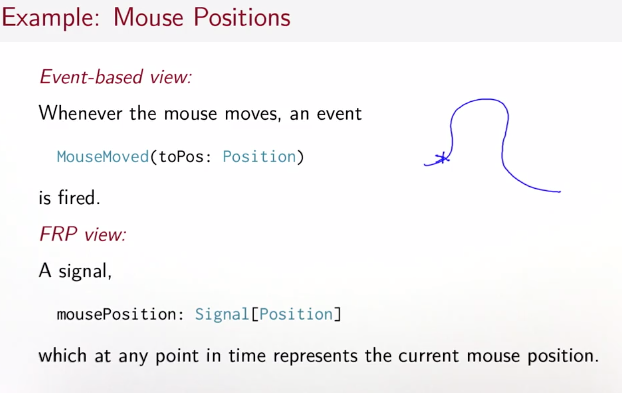 Example: Mouse Positions
Event-based view:
Whenever the mouse moves, an event
MouseMoved(toPos: Position)
is fired.
FRP view:
A signal,
mousePosition: Signal[Position]
which at any point in time represents the current mouse position.